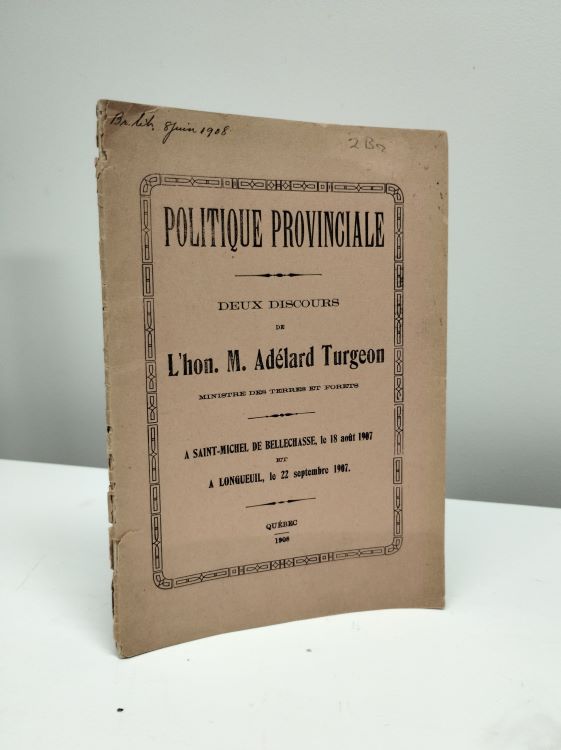 8 juin 1908
POLITIQUE PROVINCIALE
DEUX DISCOURS
DE
L'hon. M. Adélard Turgeon
MINISTRE DES TERRES ET FORETS
A SAINT-MICHEL DE BELLECHASSE, le 18 août 1907
ET
A LONGUEUIL, le 22 septembre 1907.
QUÉBEC
1908